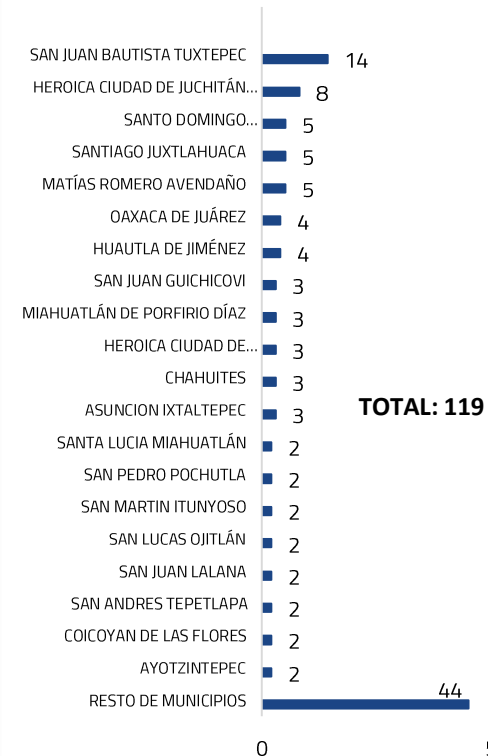 SAN JUAN BAUTISTA TUXTEPEC 14
HEROICA CIUDAD DE JUCHITÁN... 8
SANTO DOMINGO... 5
SANTIAGO JUXTLAHUACA 5
MATÍAS ROMERO AVENDAÑO 5
OAXACA DE JUÁREZ 4
HUAUTLA DE JIMÉNEZ 4
SAN JUAN GUICHICOVI 3
MIAHUATLÁN DE PORFIRIO DÍAZ 3
HEROICA CIUDAD DE... 3
CHAHUITES 3
ASUNCION IXTALTEPEC 3
TOTAL: 119
SANTA LUCIA MIAHUATLÁN 2
SAN PEDRO POCHUTLA 2
SAN MARTIN ITUNYOSO 2
SAN LUCAS OJITLÁN 2
SAN JUAN LALANA 2
SAN ANDRES TEPETLAPA 2
COICOYAN DE LAS FLORES 2
AYOTZINTEPEC 2
RESTO DE MUNICIPIOS 44
0